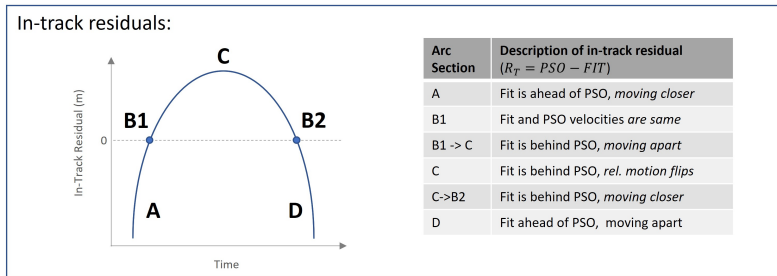 In-track residuals:
C
B1
B2
A
D
0
In-Track Residual (m)
Time
Arc Section
Description of in-track residual
(R_T = PSO − FIT)
A Fit is ahead of PSO, moving closer
B1 Fit and PSO velocities are same
B1 -> C Fit is behind PSO, moving apart
C Fit is behind PSO, rel. motion flips
C->B2 Fit is behind PSO, moving closer
D Fit ahead of PSO, moving apart